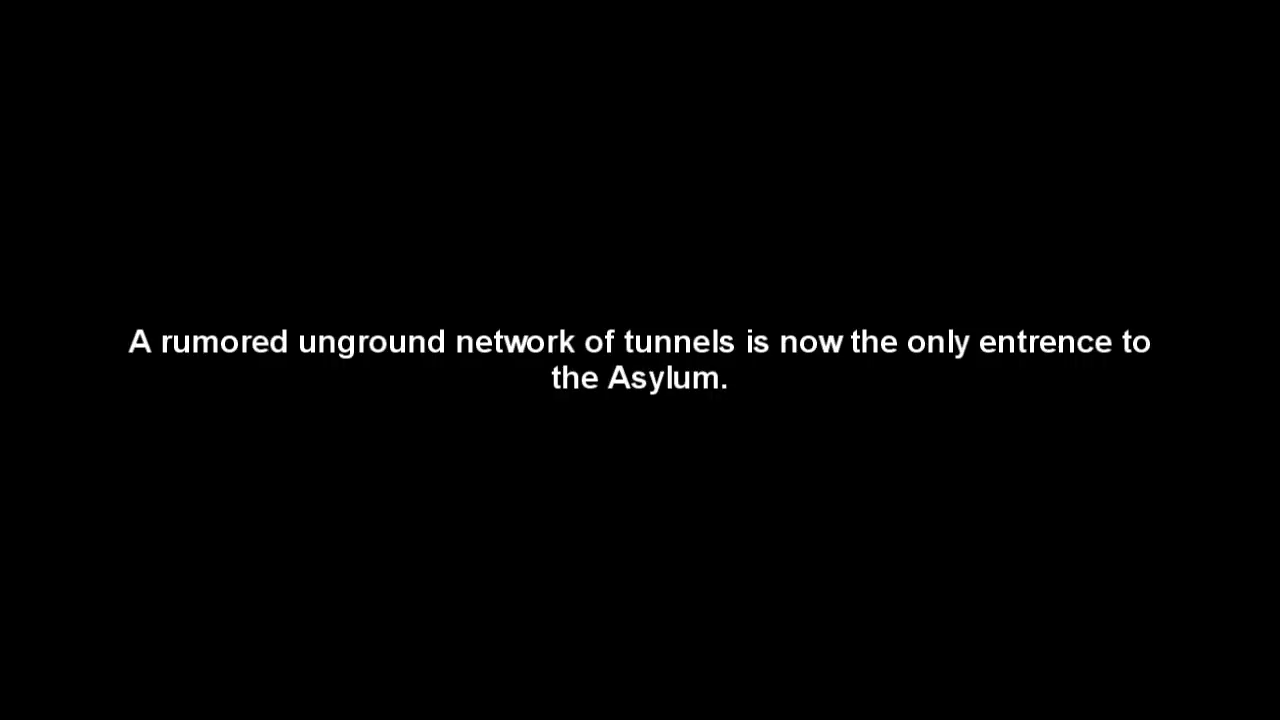 A rumored unground network of tunnels is now the only entrence to
the Asylum.